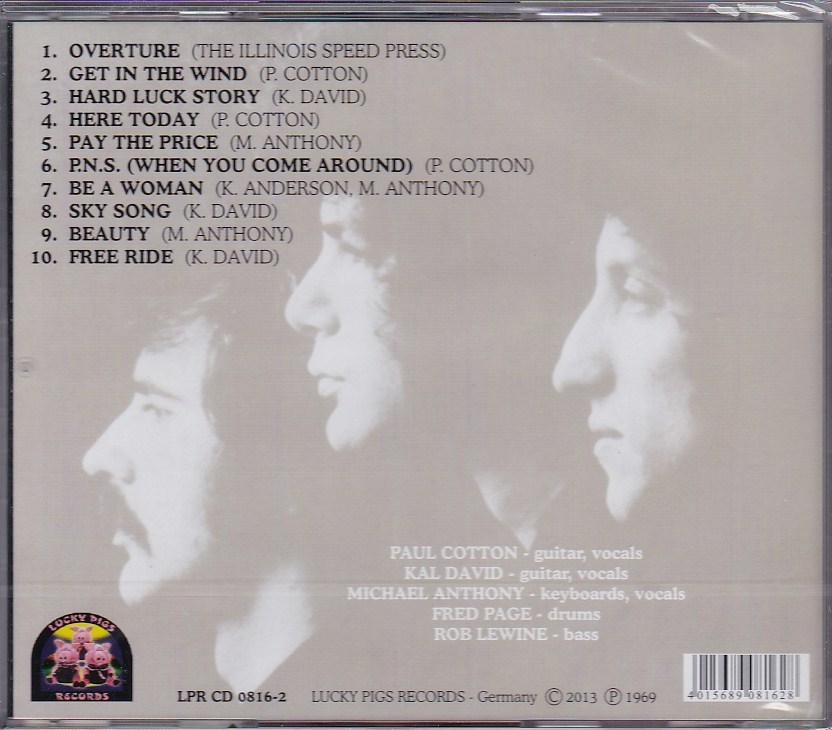 1. OVERTURE (THE ILLINOIS SPEED PRESS)
2. GET IN THE WIND (P. COTTON)
3. HARD LUCK STORY (K. DAVID)
4. HERE TODAY (P. COTTON)
5. PAY THE PRICE (M. ANTHONY)
6. P.N.S. (WHEN YOU COME AROUND) (P. COTTON)
7. BE A WOMAN (K. ANDERSON, M. ANTHONY)
8. SKY SONG (K. DAVID)
9. BEAUTY (M. ANTHONY)
10. FREE RIDE (K. DAVID)
PAUL COTTON - guitar, vocals
KAL DAVID - guitar, vocals
MICHAEL ANTHONY - keyboards, vocals
FRED PAGE - drums
ROB LEWINE - bass
LUCKY PIGS
RECORDS
LPR CD 0816-2 LUCKY PIGS RECORDS - Germany © 2013 ℗ 1969
4 015689 081628